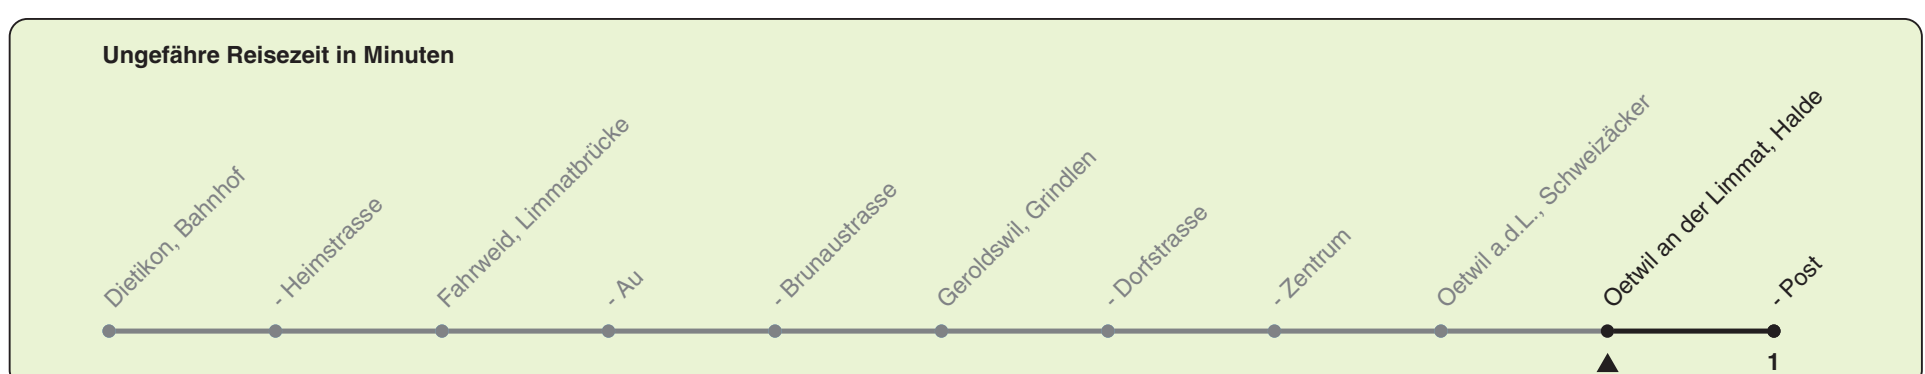 Ungefähre Reisezeit in Minuten
Dietikon, Bahnhof
- Heimstrasse
Fahrweid, Limmatbrücke
- Au
- Brunaustrasse
Geroldswil, Grindlen
- Dorfstrasse
- Zentrum
Oetwil a.d.L., Schweizäcker
Oetwil an der Limmat, Halde
- Post
1